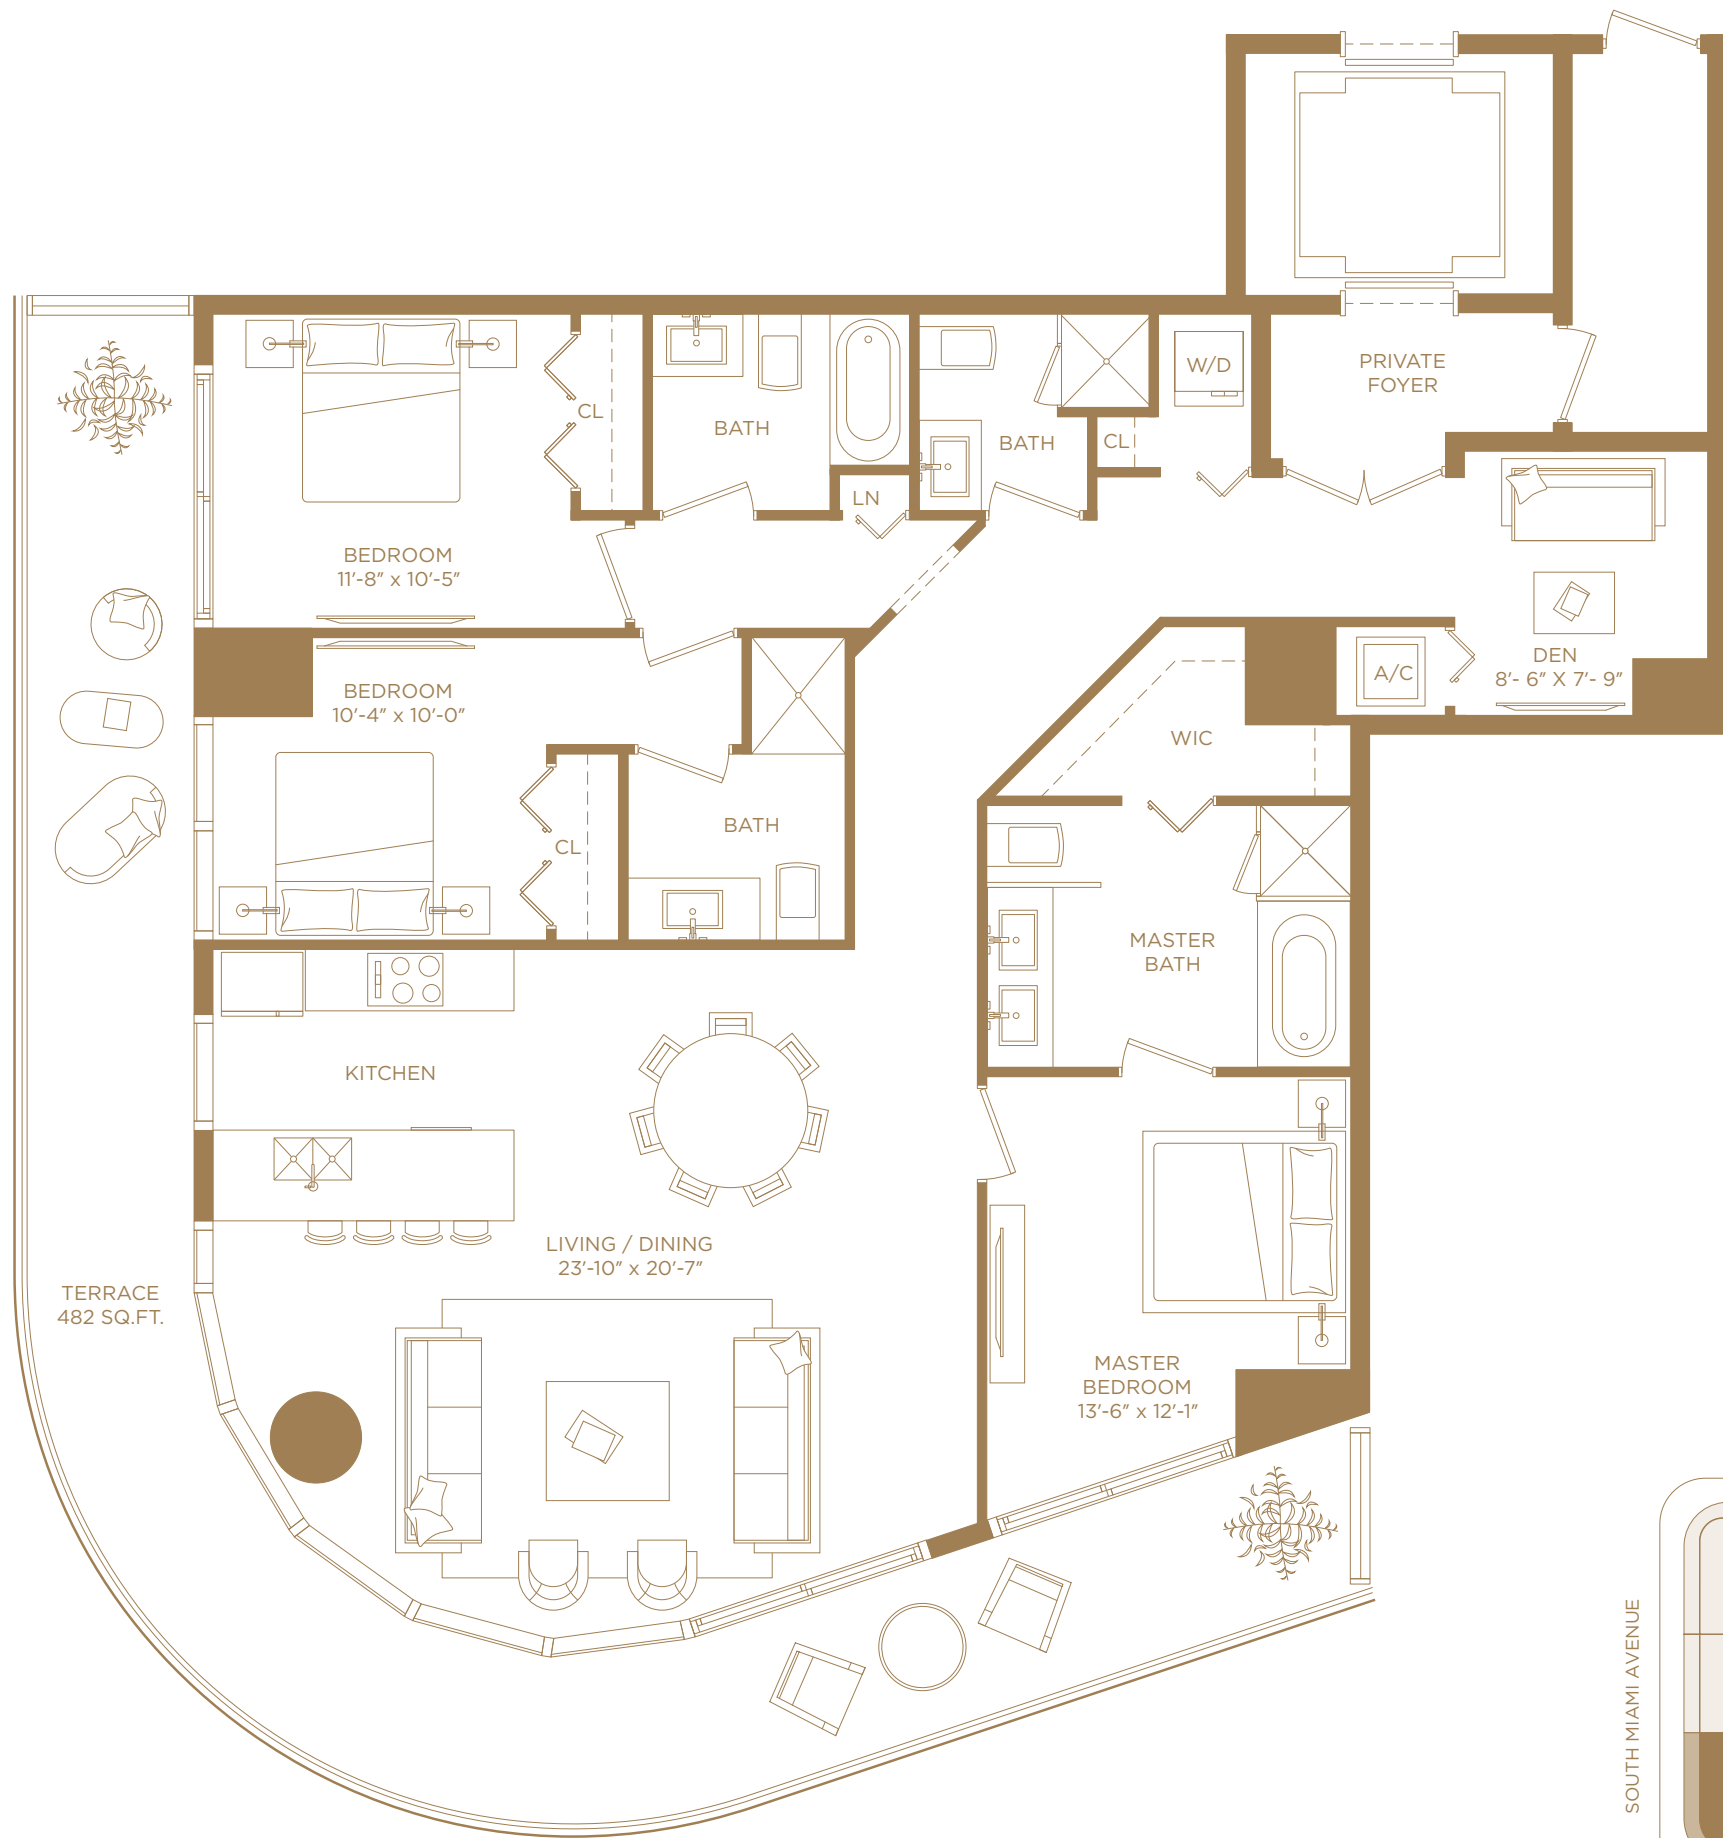 PRIVATE
FOYER
W/D
CL
BATH
BATH
CL
LN
BEDROOM
11'-8" x 10'-5"
DEN
8'- 6" X 7'- 9"
A/C
BEDROOM
10'-4" x 10'-0"
WIC
BATH
CL
MASTER
BATH
KITCHEN
LIVING / DINING
23'-10" x 20'-7"
TERRACE
482 SQ.FT.
MASTER
BEDROOM
13'-6" x 12'-1"
SOUTH MIAMI AVENUE